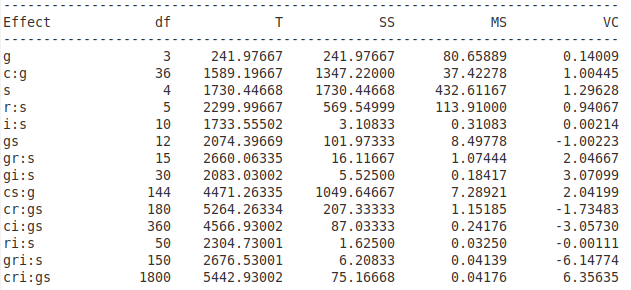 --------------------------------------------------------------------------------
Effect df T SS MS VC
--------------------------------------------------------------------------------
g 3 241.97667 241.97667 80.65889 0.14009
c:g 36 1589.19667 1347.22000 37.42278 1.00445
s 4 1730.44668 1730.44668 432.61167 1.29628
r:s 5 2299.99667 569.54999 113.91000 0.94067
i:s 10 1733.55502 3.10833 0.31083 0.00214
gs 12 2074.39669 101.97333 8.49778 -1.00223
gr:s 15 2660.06335 16.11667 1.07444 2.04667
gi:s 30 2083.03002 5.52500 0.18417 3.07099
cs:g 144 4471.26335 1049.64667 7.28921 2.04199
cr:gs 180 5264.26334 207.33333 1.15185 -1.73483
ci:gs 360 4566.93002 87.03333 0.24176 -3.05730
ri:s 50 2304.73001 1.62500 0.03250 -0.00111
gri:s 150 2676.53001 6.20833 0.04139 -6.14774
cri:gs 1800 5442.93002 75.16668 0.04176 6.35635